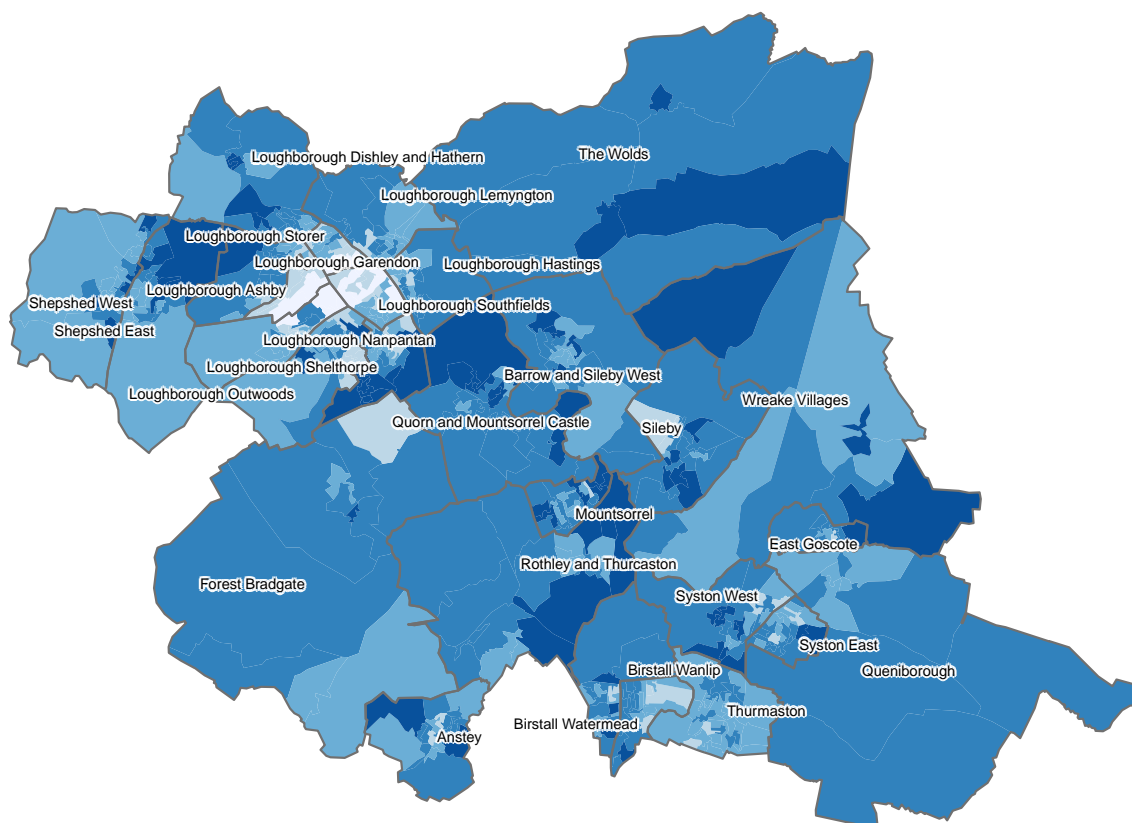 Loughborough Dishley and Hathern
The Wolds
Loughborough Lemyngton
Loughborough Storer
Loughborough Garendon
Loughborough Hastings
Loughborough Ashby
Shepshed West
Loughborough Southfields
Shepshed East
Loughborough Nanpantan
Loughborough Shelthorpe
Barrow and Sileby West
Loughborough Outwoods
Wreake Villages
Quorn and Mountsorrel Castle
Sileby
Mountsorrel
East Goscote
Rothley and Thurcaston
Forest Bradgate
Syston West
Syston East
Birstall Wanlip
Queniborough
Thurmaston
Birstall Watermead
Anstey